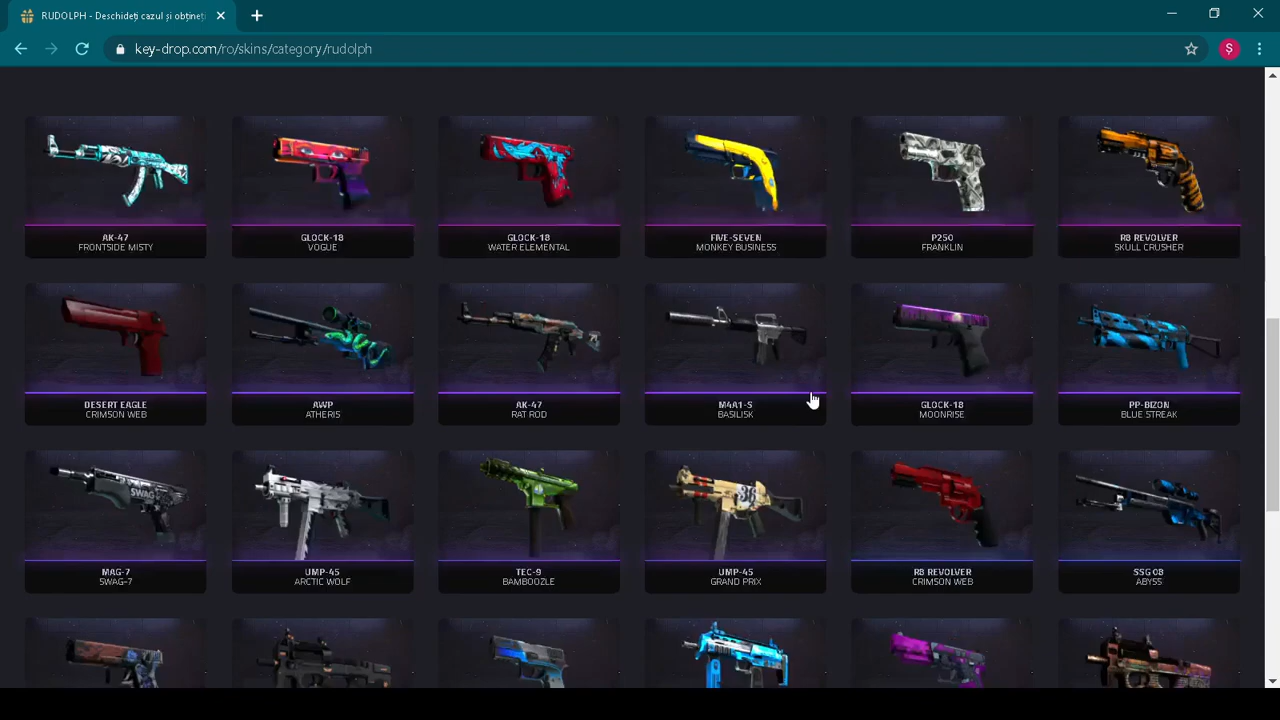 RUDOLPH - Deschideți cazul și obțineți
key-drop.com/ro/skins/category/rudolph
$
AK-47
FRONTSIDE MISTY
GLOCK-18
VOGUE
GLOCK-18
WATER ELEMENTAL
FIVE-SEVEN
MONKEY BUSINESS
P250
FRANKLIN
R8 REVOLVER
SKULL CRUSHER
DESERT EAGLE
CRIMSON WEB
AWP
ATHERIS
AK-47
RAT ROD
M4A1-S
BASILISK
GLOCK-18
MOONRISE
PP-BIZON
BLUE STREAK
SWAG
MAG-7
SWAG-7
UMP-45
ARCTIC WOLF
TEC-9
BAMBOOZLE
36
UMP-45
GRAND PRIX
R8 REVOLVER
CRIMSON WEB
SSG 08
ABYSS